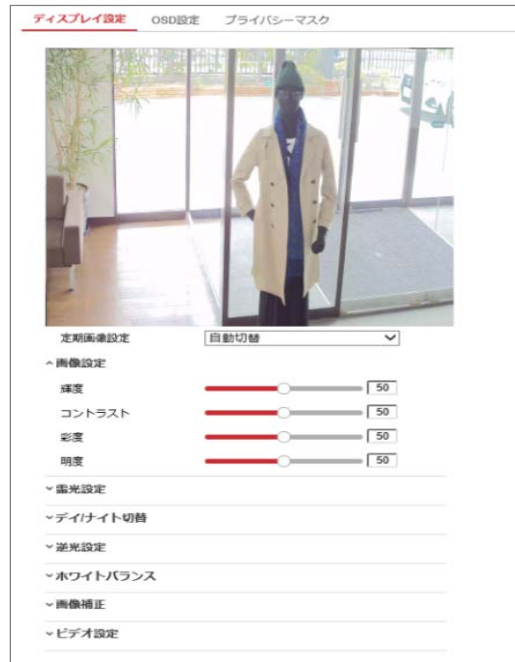 ディスプレイ設定 OSD設定 プライバシーマスク
定期画像設定 自動切替
画像設定
輝度 50
コントラスト 50
彩度 50
明度 50
露光設定
デイ/ナイト切替
逆光設定
ホワイトバランス
画像補正
ビデオ設定